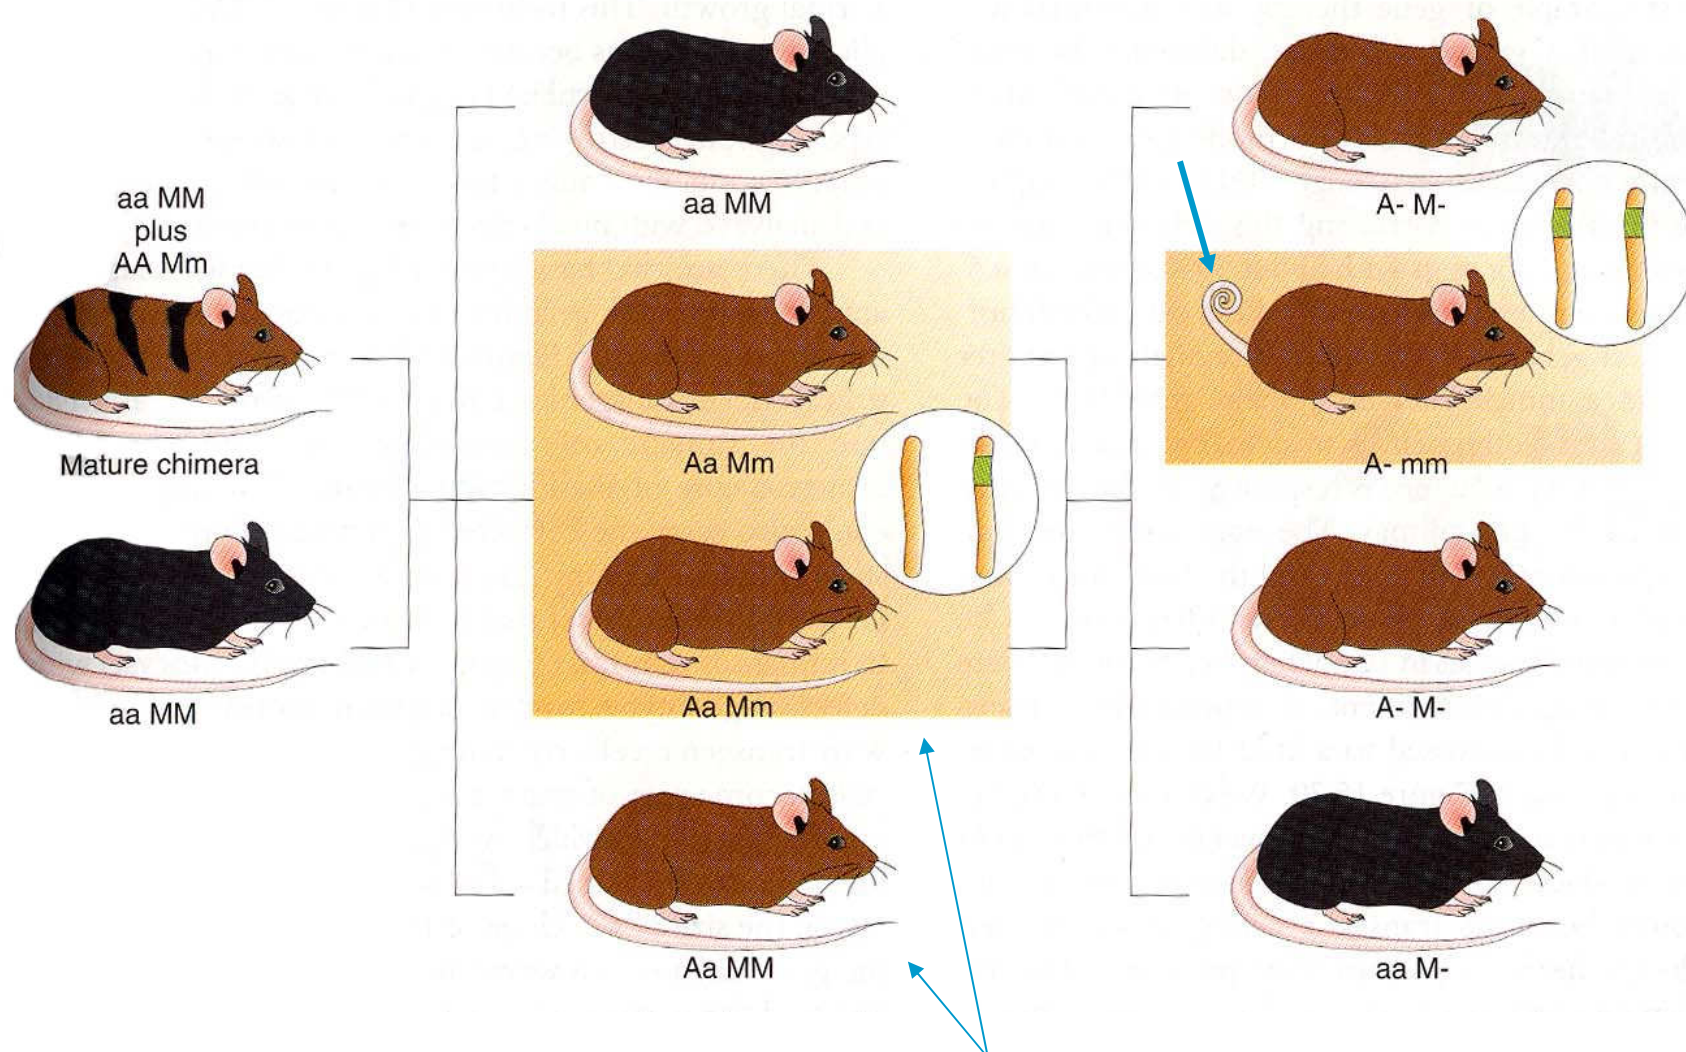 aa MM
plus
AA Mm
Mature chimera
aa MM
aa MM
Aa Mm
Aa Mm
Aa MM
A- M-
A- mm
A- M-
aa M-